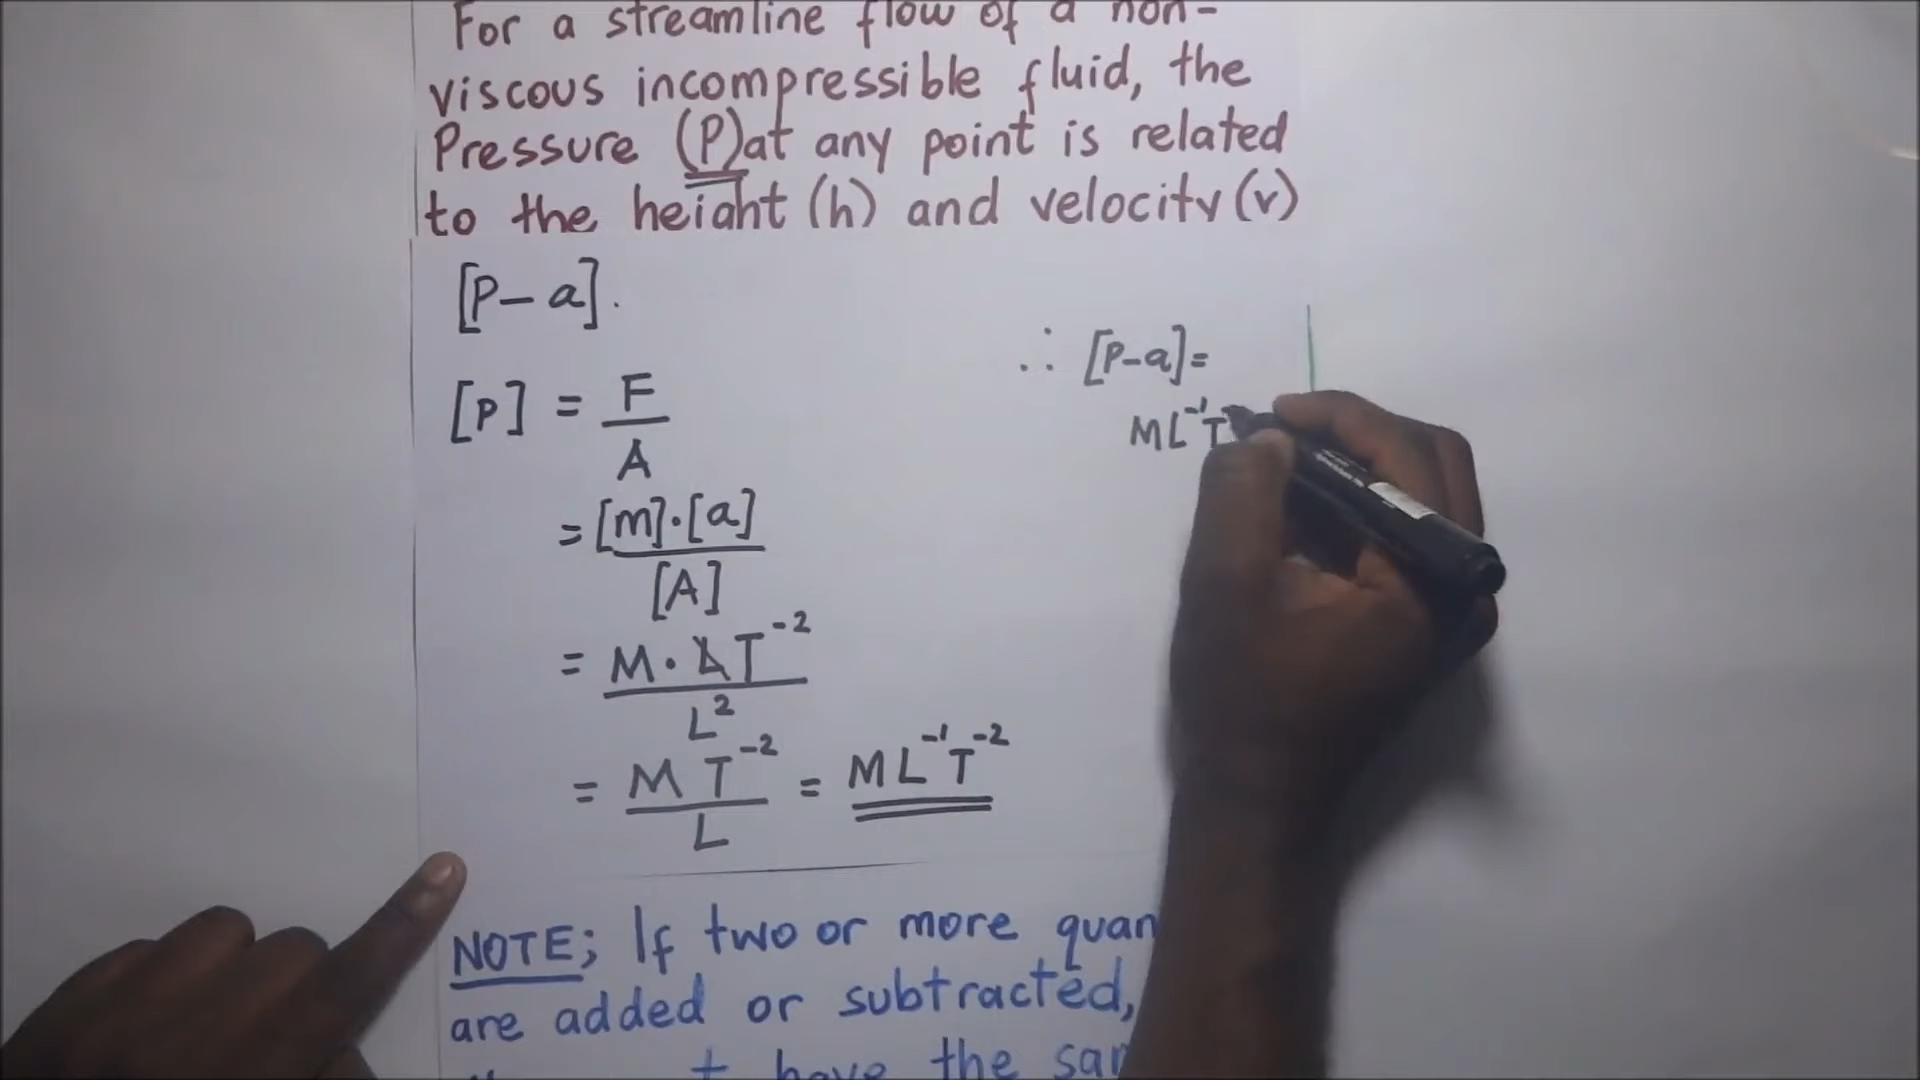 For a streamline flow of a non-
viscous incompressible fluid, the
Pressure (P) at any point is related
to the height (h) and velocity (v)
[P-a].
[P] = F/A
= [m]·[a]/[A]
= M·LT⁻²/L²
= MT⁻²/L = ML⁻¹T⁻²
∴ [P-a]=
ML⁻¹T
NOTE; If two or more
are added or subtracted,
have the